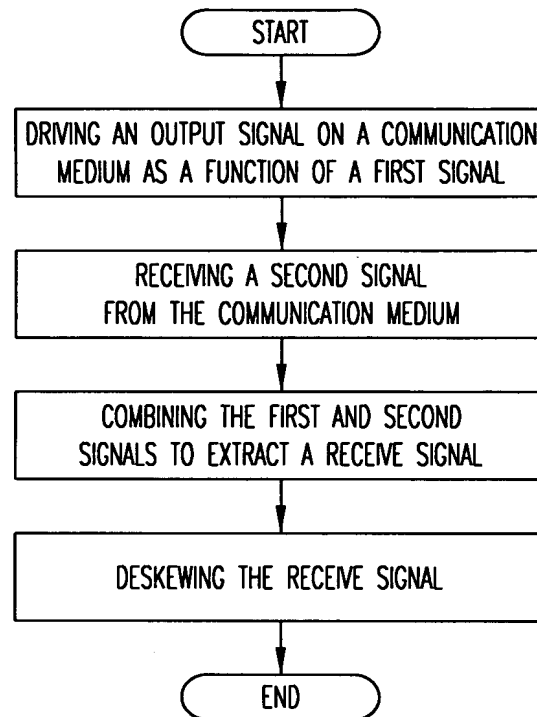 START
DRIVING AN OUTPUT SIGNAL ON A COMMUNICATION
MEDIUM AS A FUNCTION OF A FIRST SIGNAL
RECEIVING A SECOND SIGNAL
FROM THE COMMUNICATION MEDIUM
COMBINING THE FIRST AND SECOND
SIGNALS TO EXTRACT A RECEIVE SIGNAL
DESKEWING THE RECEIVE SIGNAL
END